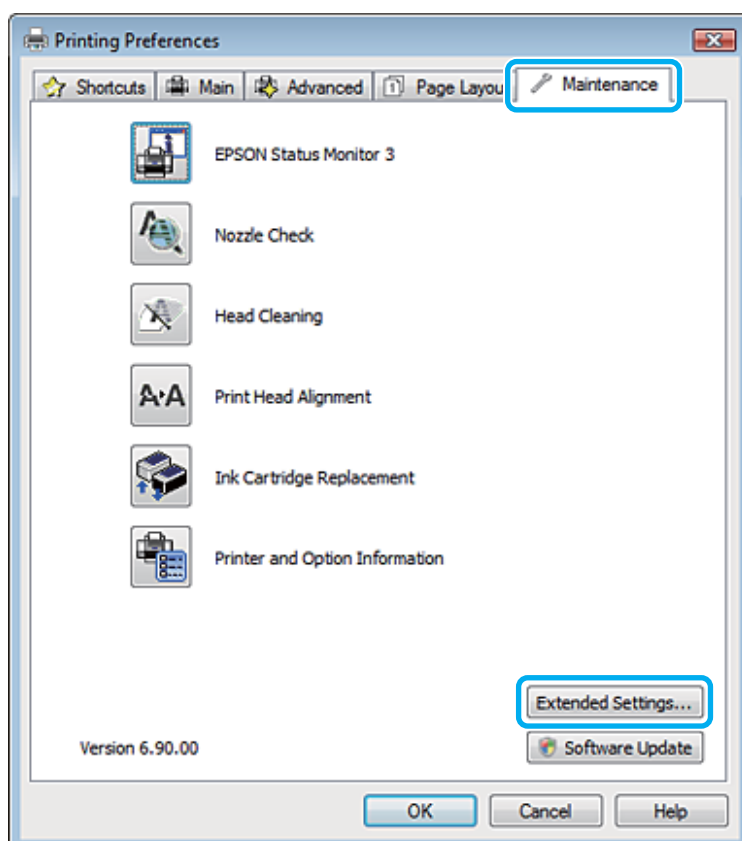 Printing Preferences
Shortcuts Main Advanced 1 Page Layou Maintenance
EPSON Status Monitor 3
Nozzle Check
Head Cleaning
A▸A Print Head Alignment
Ink Cartridge Replacement
Printer and Option Information
Extended Settings...
Version 6.90.00 Software Update
OK Cancel Help